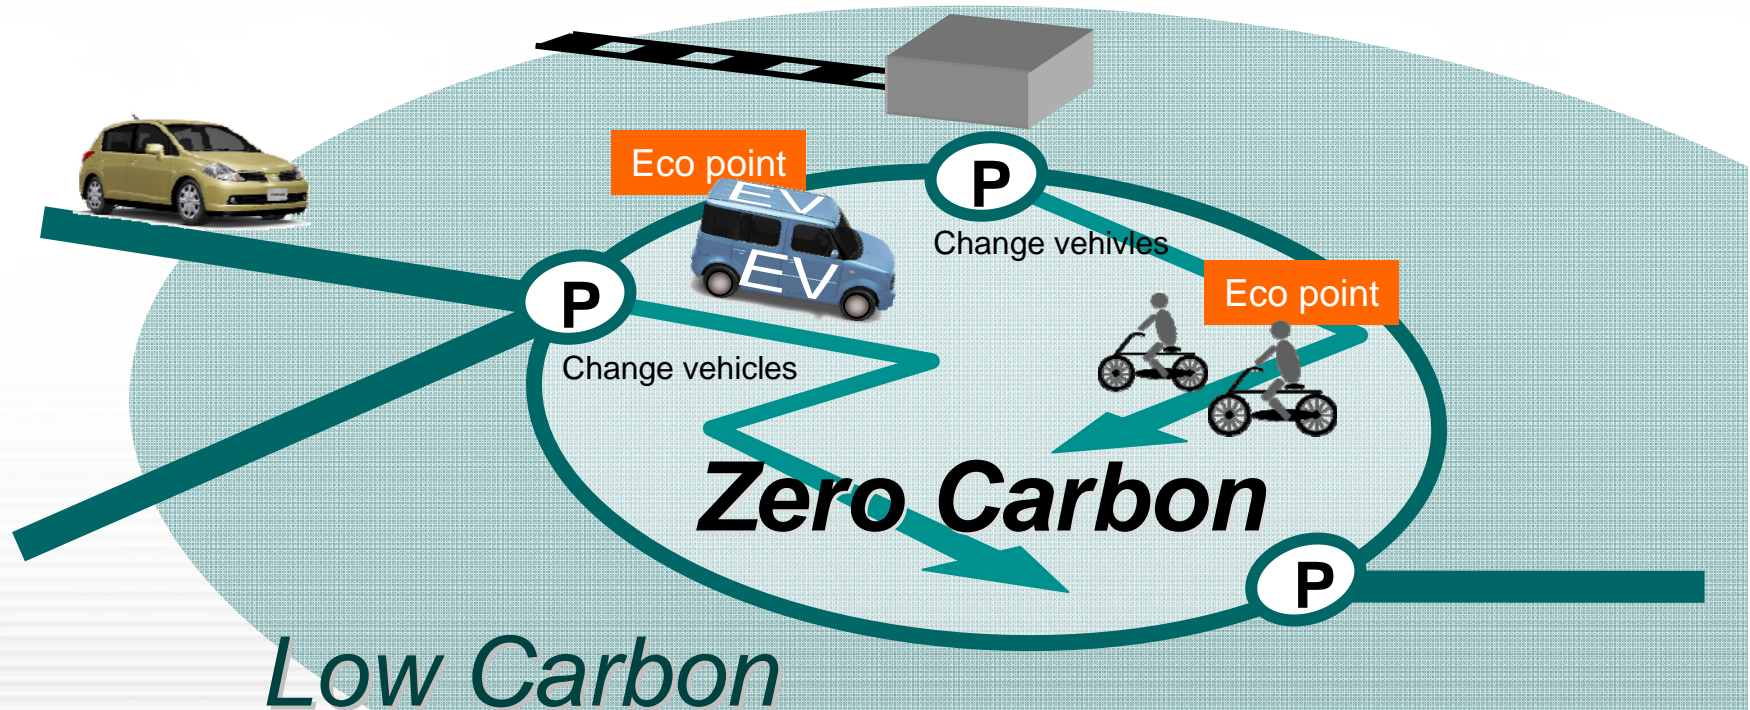 Eco point
P
EV
EV
Change vehivles
P
Eco point
Change vehicles
Zero Carbon
P
Low Carbon